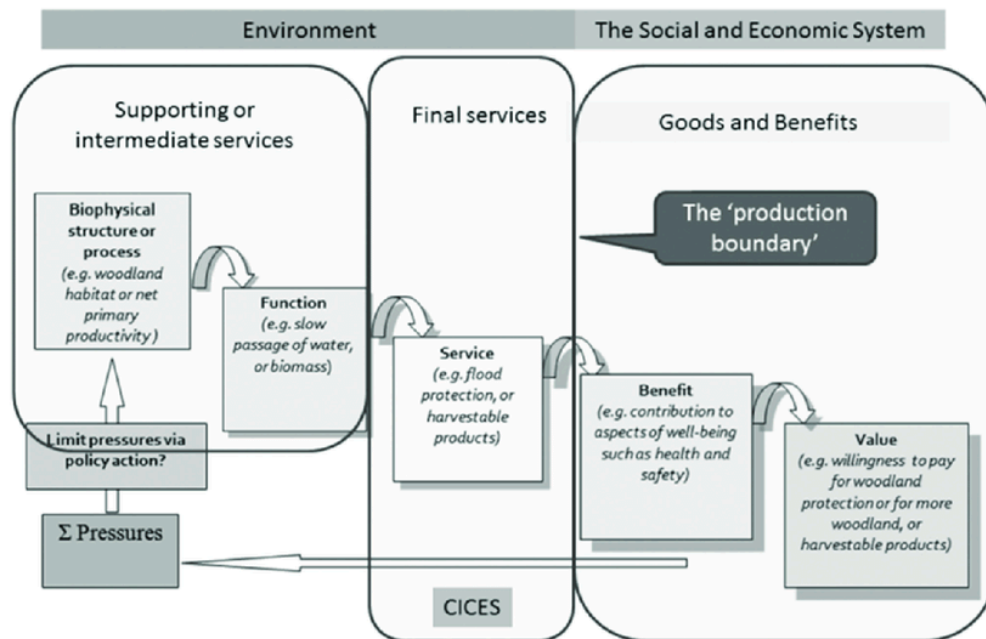 Environment
The Social and Economic System
Supporting or
intermediate services
Final services
Goods and Benefits
The ‘production
boundary’
Biophysical
structure or
process
(e.g. woodland
habitat or net
primary
productivity )
Function
(e.g. slow
passage of water,
or biomass)
Service
(e.g. flood
protection, or
harvestable
products)
Benefit
(e.g. contribution to
aspects of well-being
such as health and
safety)
Value
(e.g. willingness to pay
for woodland
protection or for more
woodland, or
harvestable products)
Limit pressures via
policy action?
Σ Pressures
CICES